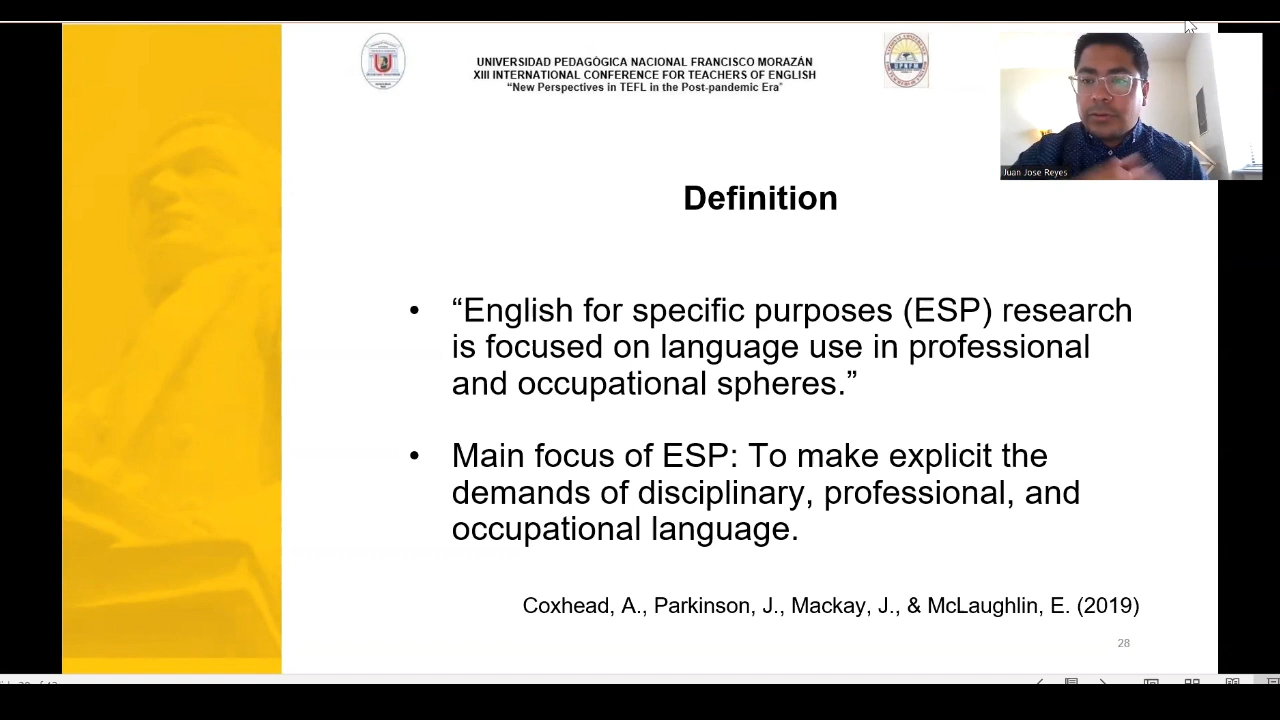 UNIVERSIDAD PEDAGÓGICA NACIONAL FRANCISCO MORAZÁN
XIII INTERNATIONAL CONFERENCE FOR TEACHERS OF ENGLISH
“New Perspectives in TEFL in the Post-pandemic Era”
Juan Jose Reyes
Definition
• “English for specific purposes (ESP) research
is focused on language use in professional
and occupational spheres.”
• Main focus of ESP: To make explicit the
demands of disciplinary, professional, and
occupational language.
Coxhead, A., Parkinson, J., Mackay, J., & McLaughlin, E. (2019)
28